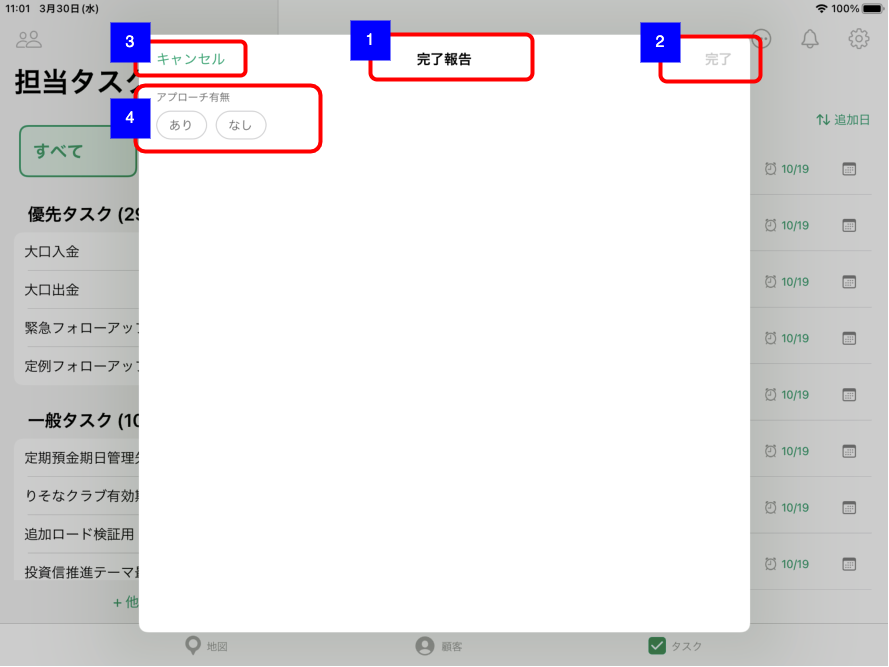 11:01 3月30日(水)
100%
3
1
2
キャンセル
完了報告
完了
担当タスク
4
アプローチ有無
あり なし
追加日
すべて
優先タスク (29
大口入金
大口出金
緊急フォローアップ
定例フォローアップ
一般タスク (10
定期預金期日管理先
りそなクラブ有効期
追加ロード検証用
投資信推進テーマ
+ 他
10/19
10/19
10/19
10/19
10/19
10/19
10/19
10/19
地図
顧客
タスク